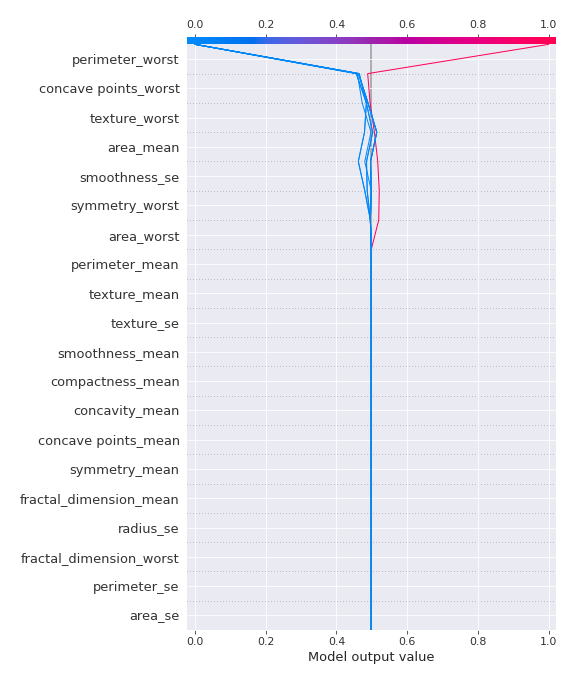 0.0 0.2 0.4 0.6 0.8 1.0
perimeter_worst
concave points_worst
texture_worst
area_mean
smoothness_se
symmetry_worst
area_worst
perimeter_mean
texture_mean
texture_se
smoothness_mean
compactness_mean
concavity_mean
concave points_mean
symmetry_mean
fractal_dimension_mean
radius_se
fractal_dimension_worst
perimeter_se
area_se
0.0 0.2 0.4 0.6 0.8 1.0
Model output value